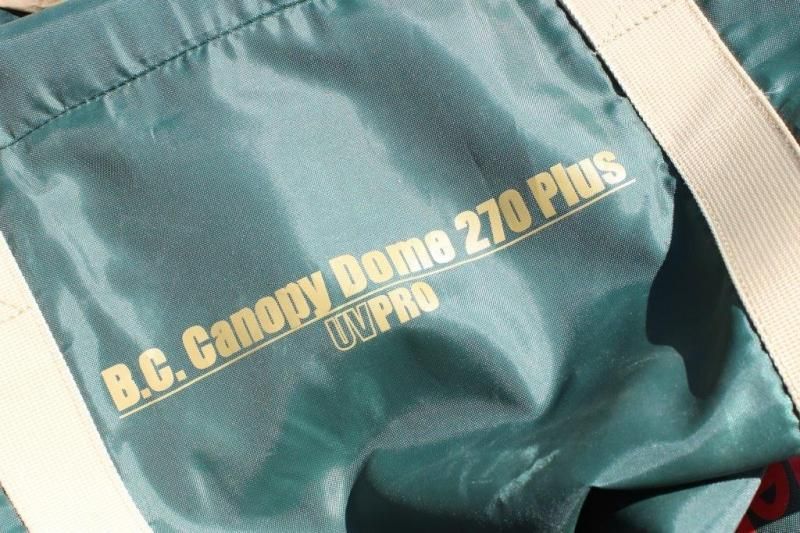 B.C. Canopy Dome 270 Plus
UVPRO